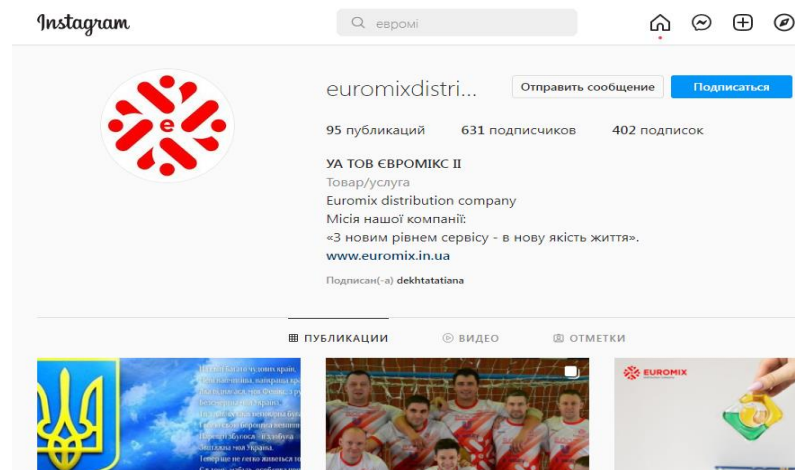 Instagram
евромі
euromixdistri...
Отправить сообщение
Подписаться
95 публикаций 631 подписчиков 402 подписок
УА ТОВ ЄВРОМІКС ІІ
Товар/услуга
Euromix distribution company
Місія нашої компанії:
«З новим рівнем сервісу - в нову якість життя».
www.euromix.in.ua
Подписан(-а) dekhtatatiana
ПУБЛИКАЦИИ
ВИДЕО
ОТМЕТКИ
e
EUROMIX